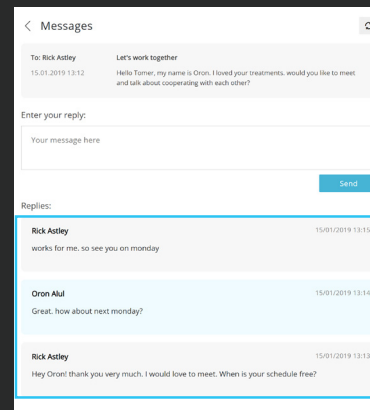 Messages
To: Rick Astley
Let's work together
15.01.2019 13:12
Hello Tomer, my name is Oron. I loved your treatments. would you like to meet
and talk about cooperating with each other?
Enter your reply:
Your message here
Send
Replies:
Rick Astley
15/01/2019 13:15
works for me. so see you on monday
Oron Alul
15/01/2019 13:14
Great. how about next monday?
Rick Astley
15/01/2019 13:13
Hey Oron! thank you very much. I would love to meet. When is your schedule free?